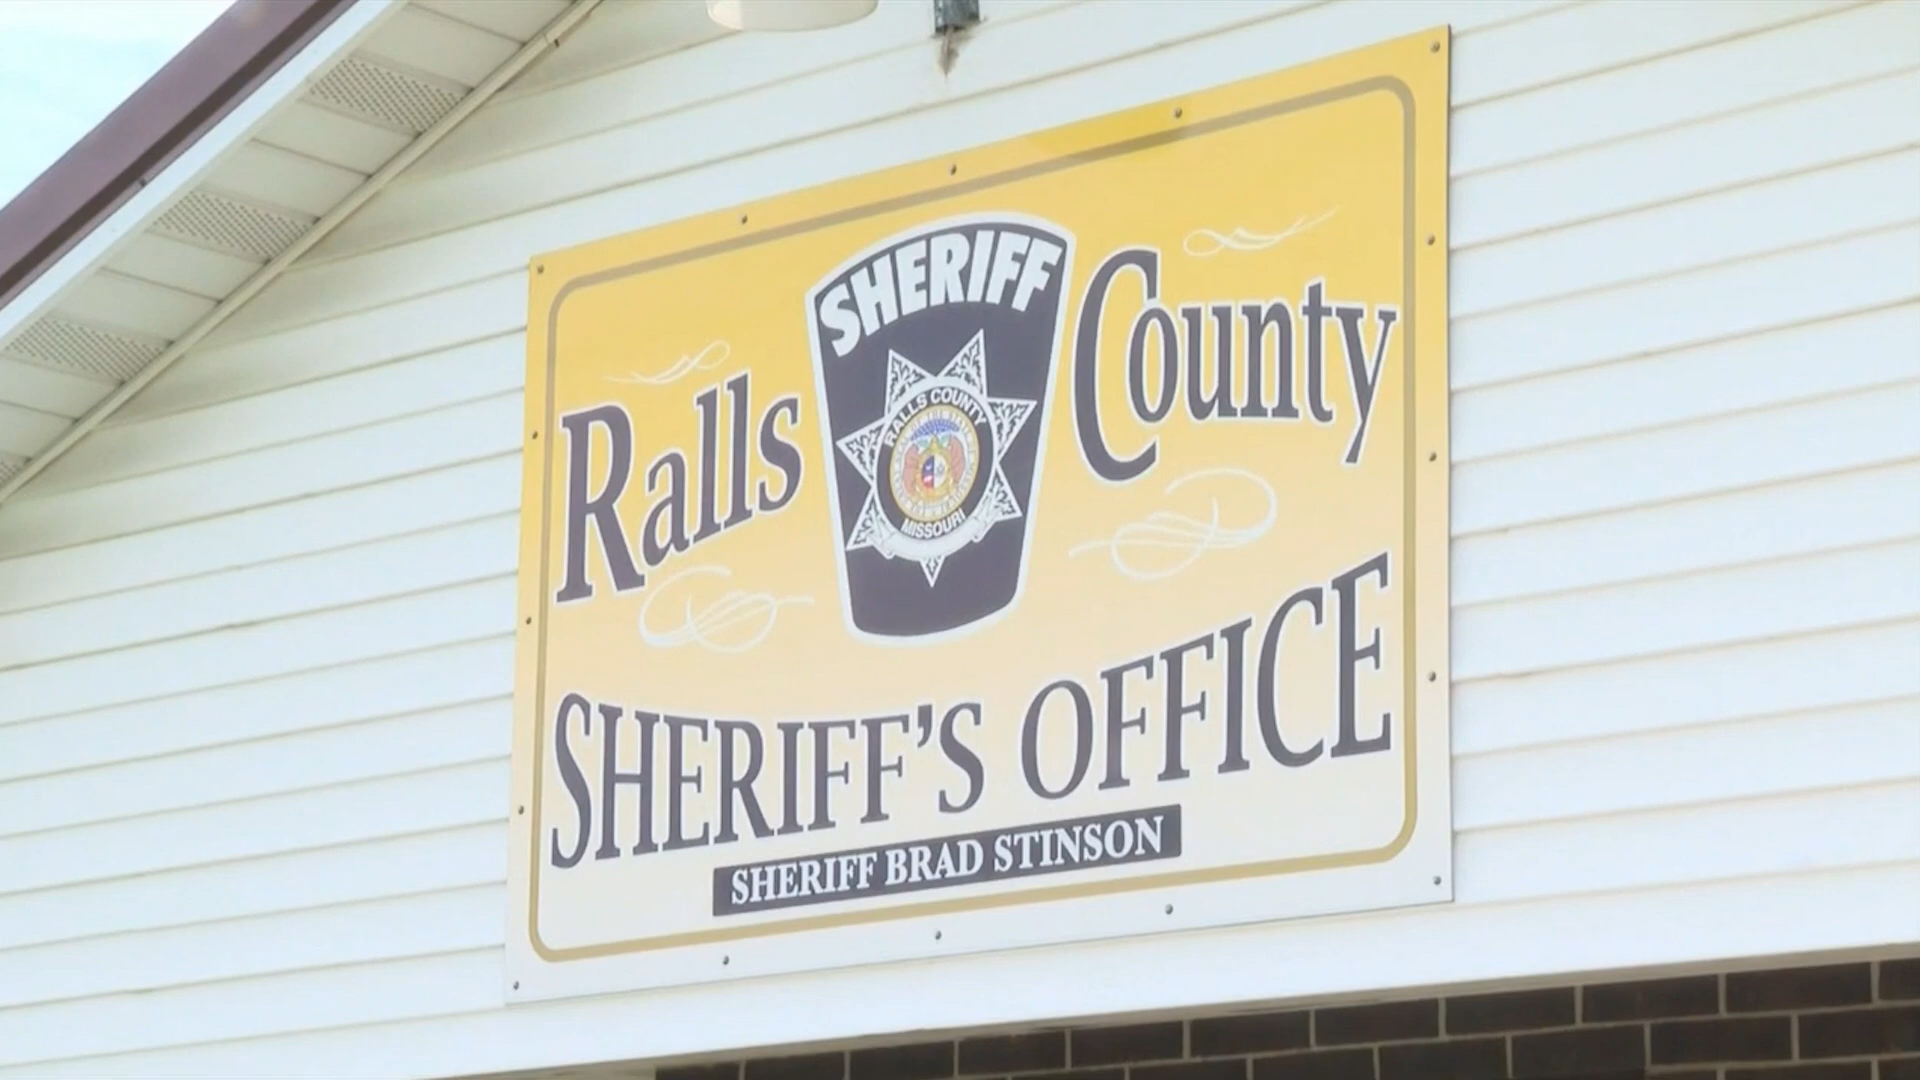 SHERIFF
Ralls County
RALLS COUNTY
MISSOURI
SHERIFF'S OFFICE
SHERIFF BRAD STINSON